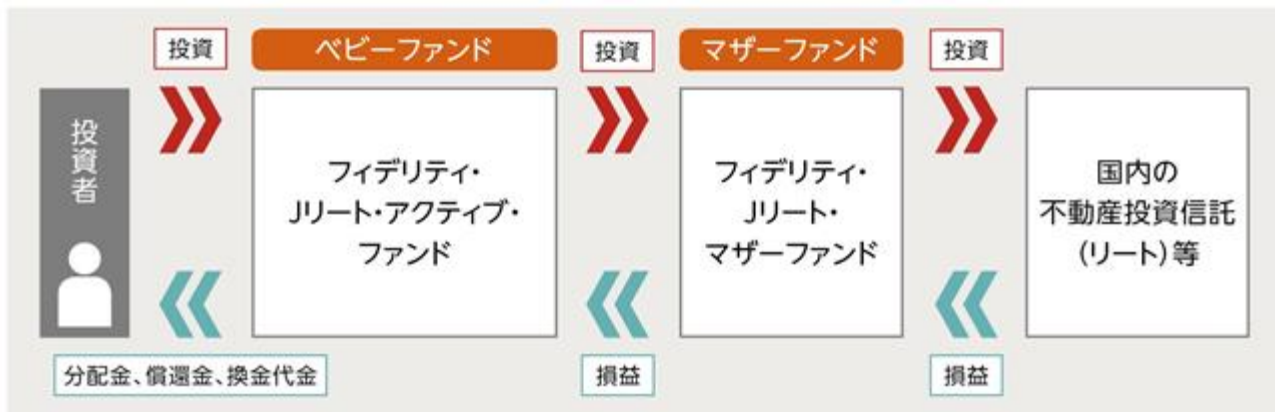 投資
ベビーファンド
投資
マザーファンド
投資
投資者
フィデリティ・
Jリート・アクティブ・
ファンド
フィデリティ・
Jリート・
マザーファンド
国内の
不動産投資信託
(リート)等
分配金、償還金、換金代金
損益
損益